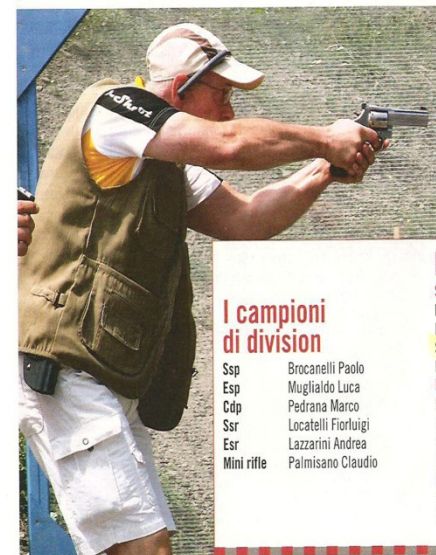 I campioni
di division
Ssp Brocanelli Paolo
Esp Muglialdo Luca
Cdp Pedrana Marco
Ssr Locatelli Fiorluigi
Esr Lazzarini Andrea
Mini rifle Palmisano Claudio